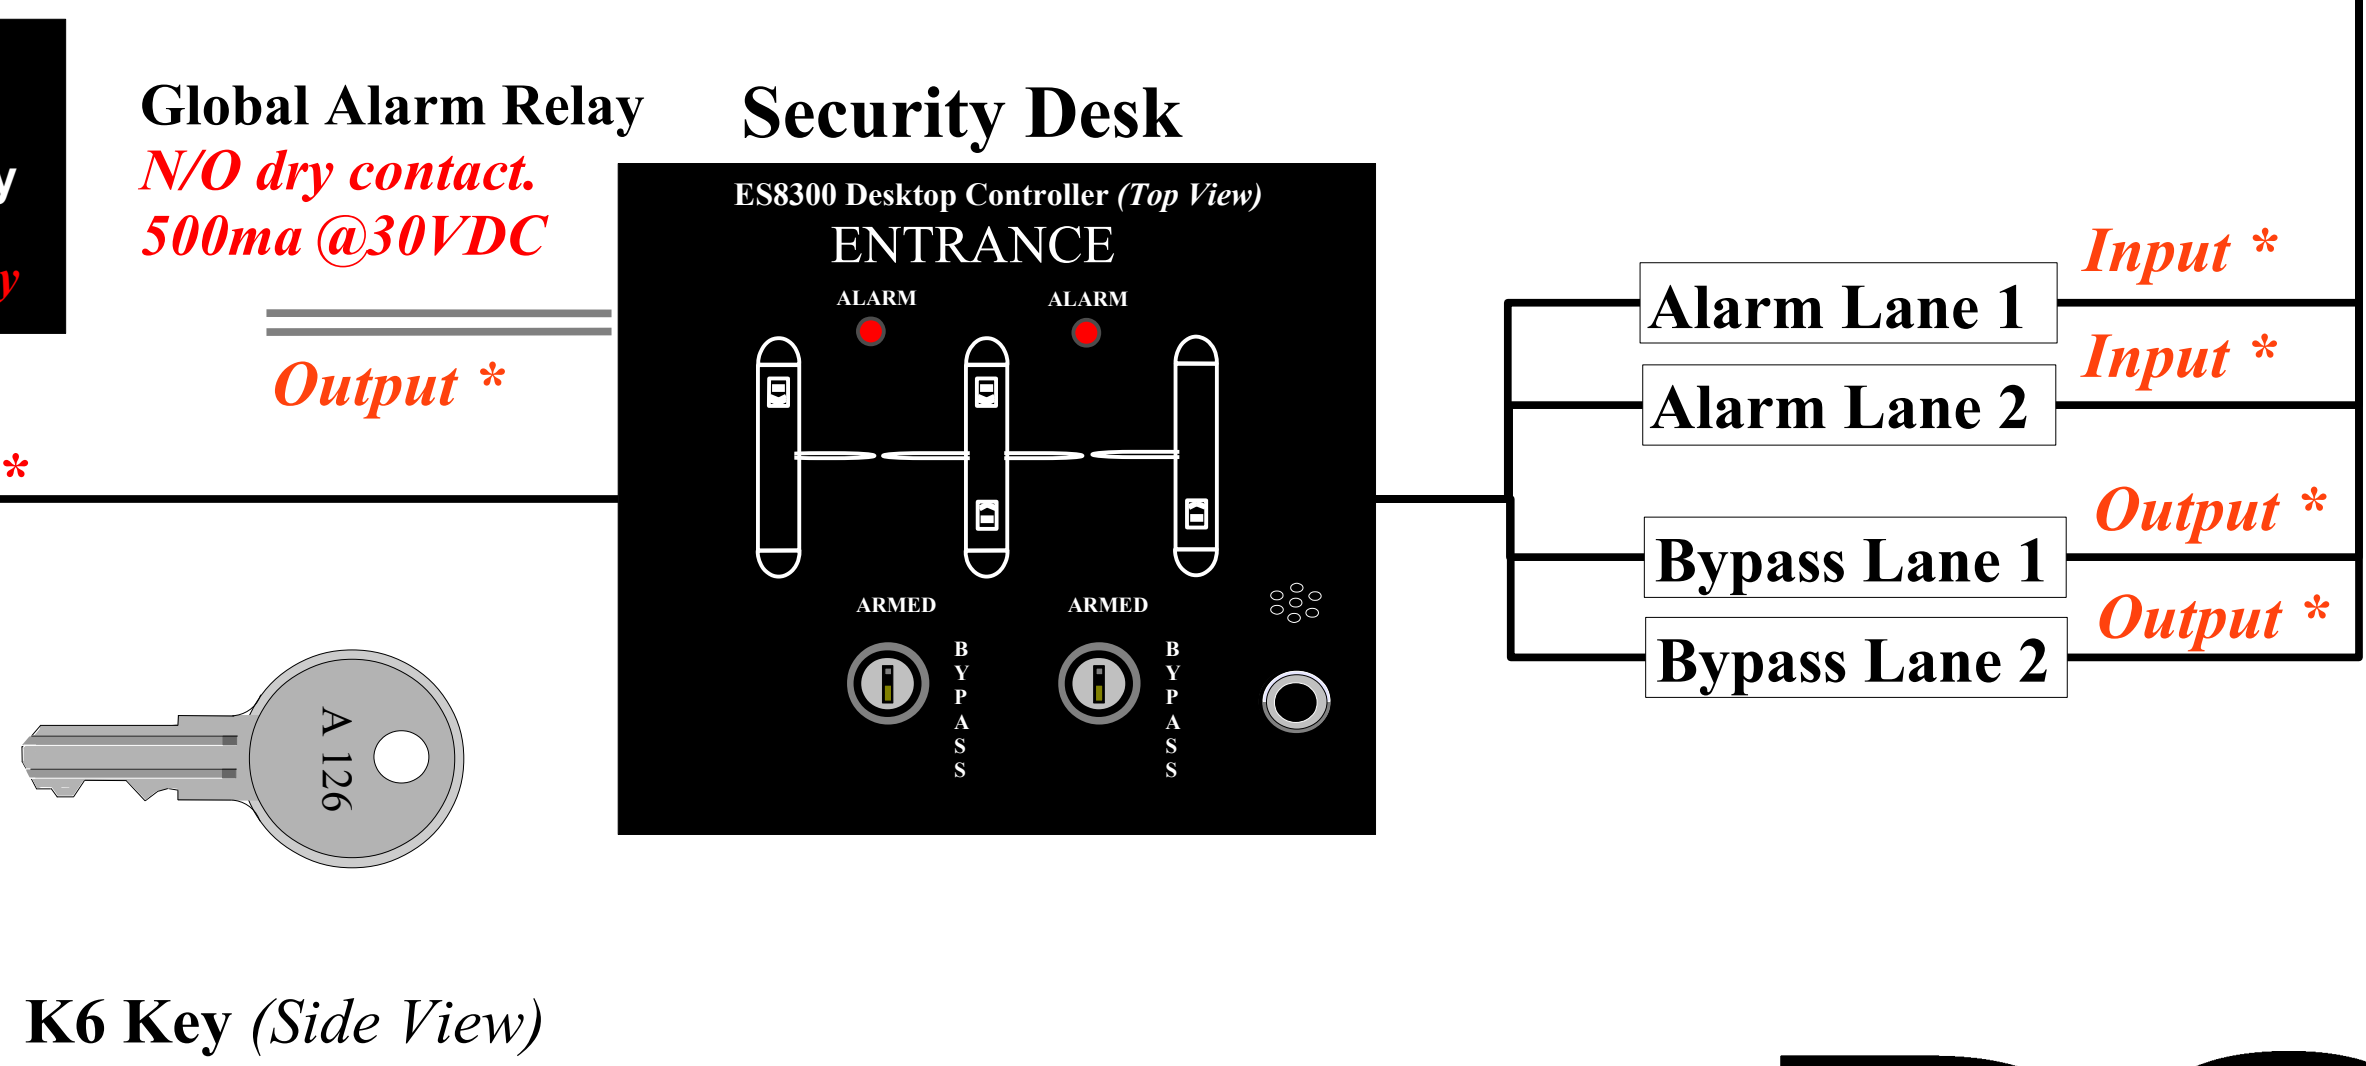 y
y
*
Global Alarm Relay
N/O dry contact.
500ma @30VDC
Output *
Security Desk
ES8300 Desktop Controller (Top View)
ENTRANCE
ALARM ALARM
ARMED ARMED
BYPASS BYPASS
Alarm Lane 1 Input *
Alarm Lane 2 Input *
Bypass Lane 1 Output *
Bypass Lane 2 Output *
A 126
K6 Key (Side View)